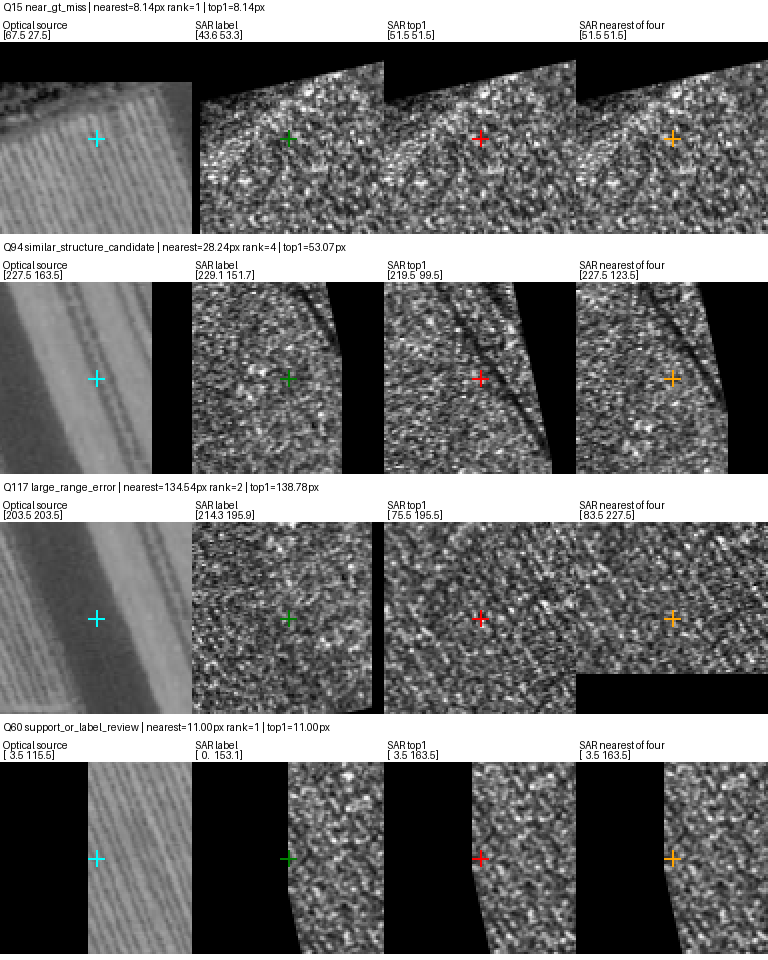 Q15 near_gt_miss | nearest=8.14px rank=1 | top1=8.14px
Optical source SAR label SAR top1 SAR nearest of four
[67.5 27.5] [43.6 53.3] [51.5 51.5] [51.5 51.5]
Q94 similar_structure_candidate | nearest=28.24px rank=4 | top1=53.07px
Optical source SAR label SAR top1 SAR nearest of four
[227.5 163.5] [229.1 151.7] [219.5 99.5] [227.5 123.5]
Q117 large_range_error | nearest=134.54px rank=2 | top1=138.78px
Optical source SAR label SAR top1 SAR nearest of four
[203.5 203.5] [214.3 195.9] [75.5 195.5] [ 83.5 227.5]
Q60 support_or_label_review | nearest=11.00px rank=1 | top1=11.00px
Optical source SAR label SAR top1 SAR nearest of four
[ 3.5 115.5] [ 0. 153.1] [ 3.5 163.5] [ 3.5 163.5]